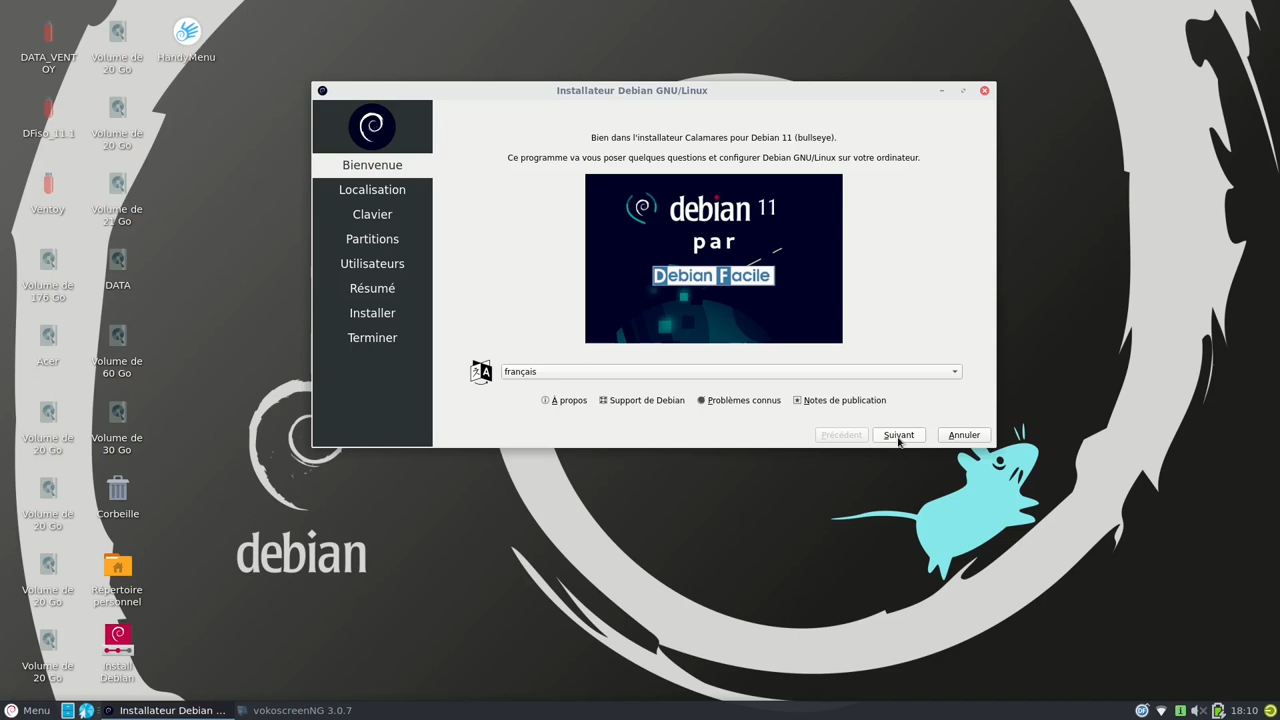 DATA_VENT
OY
Volume de
20 Go
HandyMenu
DFiso_11.1
Volume de
20 Go
Ventoy
Volume de
21 Go
Volume de
176 Go
DATA
Acer
Volume de
60 Go
Volume de
20 Go
Volume de
30 Go
Volume de
20 Go
Corbeille
Volume de
20 Go
Répertoire
personnel
Volume de
20 Go
Install
Debian
debian
Installateur Debian GNU/Linux
Bienvenue
Localisation
Clavier
Partitions
Utilisateurs
Résumé
Installer
Terminer
Bien dans l'installateur Calamares pour Debian 11 (bullseye).
Ce programme va vous poser quelques questions et configurer Debian GNU/Linux sur votre ordinateur.
debian 11
par
Debian Facile
français
À propos
Support de Debian
Problèmes connus
Notes de publication
Précédent
Suivant
Annuler
Menu
Installateur Debian ...
vokoscreenNG 3.0.7
DF
18:10